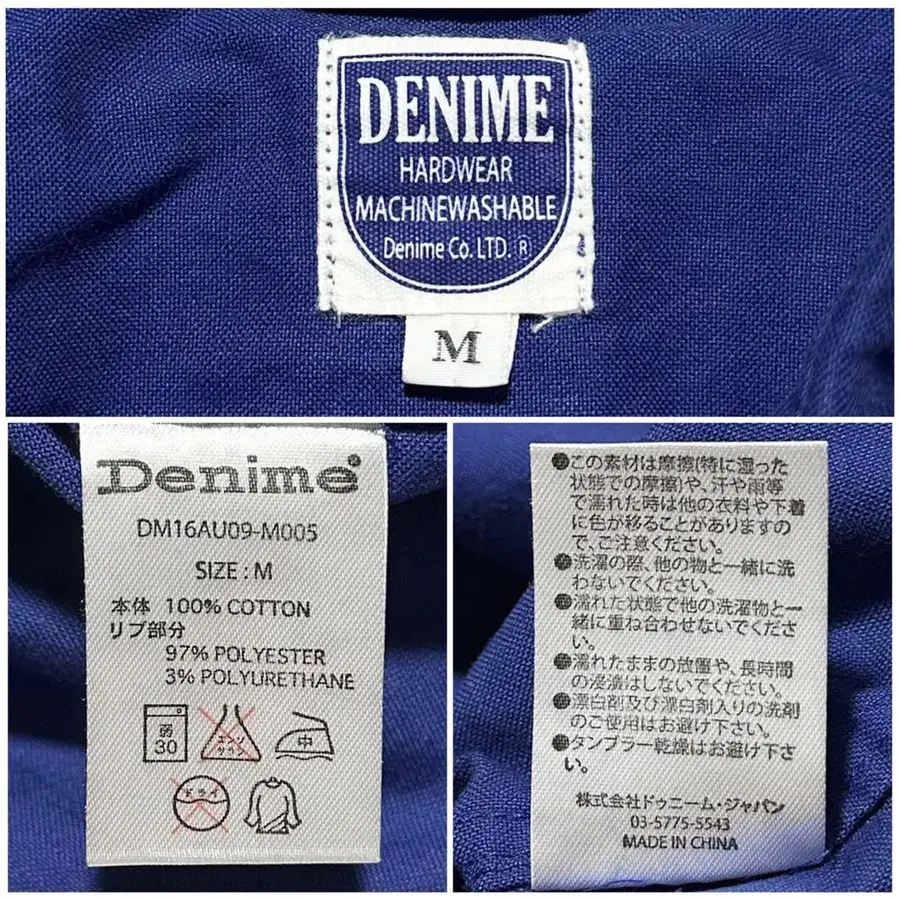 DENIME
HARDWEAR
MACHINEWASHABLE
Denime Co. LTD. ®
M
Denime®
DM16AU09-M005
SIZE : M
本体 100% COTTON
リブ部分
97% POLYESTER
3% POLYURETHANE
弱
30
エンソ
サラシ
中
ドライ
●この素材は摩擦(特に湿った
状態での摩擦)や、汗や雨等
で濡れた時は他の衣料や下着
に色が移ることがありますの
で、ご注意ください。
●洗濯の際、他の物と一緒に洗
わないでください。
●濡れた状態で他の洗濯物と一
緒に重ね合わせないでくださ
い。
●濡れたままの放置や、長時間
の浸漬はしないでください。
●漂白剤及び漂白剤入りの洗剤
のご使用はお避け下さい。
●タンブラー乾燥はお避け下さ
い。
株式会社ドゥニーム・ジャパン
03-5775-5543
MADE IN CHINA